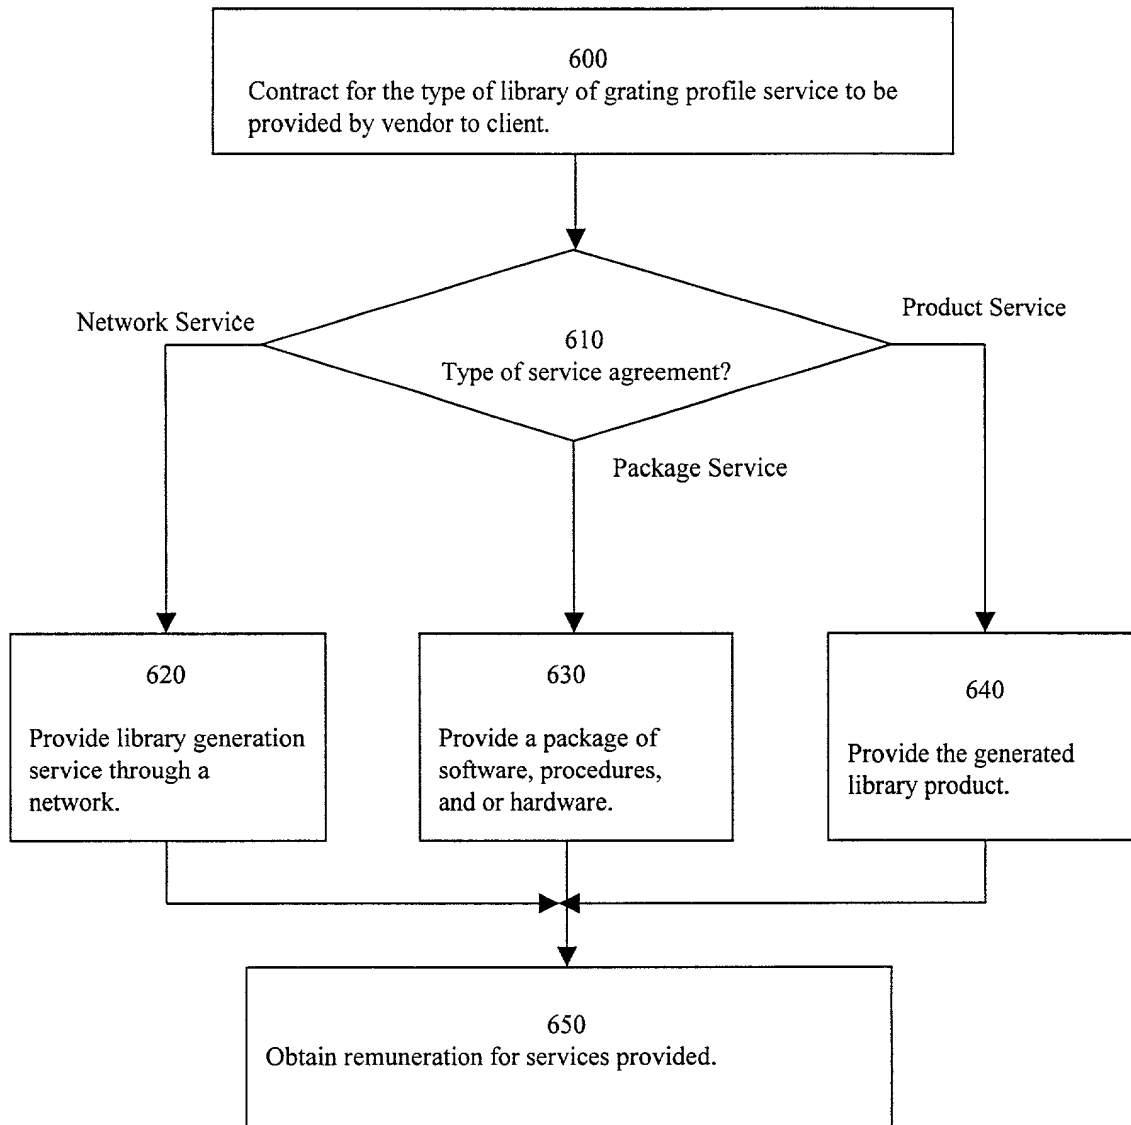 600
Contract for the type of library of grating profile service to be
provided by vendor to client.
Network Service
Product Service
610
Type of service agreement?
Package Service
620
Provide library generation
service through a
network.
630
Provide a package of
software, procedures,
and or hardware.
640
Provide the generated
library product.
650
Obtain remuneration for services provided.